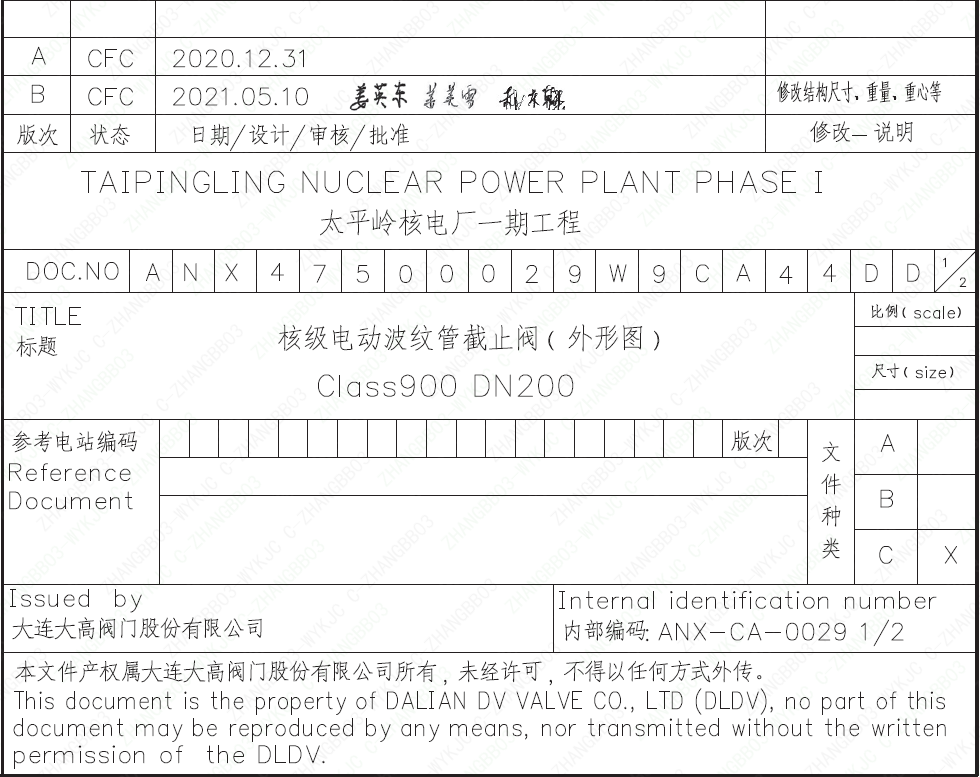 A CFC 2020.12.31
B CFC 2021.05.10 姜英东 修改结构尺寸、重量、重心等
版次 状态 日期/设计/审核/批准 修改—说明
TAIPINGLING NUCLEAR POWER PLANT PHASE I
太平岭核电厂一期工程
DOC.NO A N X 4 7 5 0 0 0 2 9 W 9 C A 4 4 D D 1/2
TITLE
标题
核级电动波纹管截止阀(外形图)
Class900 DN200
比例(scale)
尺寸(size)
参考电站编码
Reference
Document
版次
文件种类
A
B
C X
Issued by
大连大高阀门股份有限公司
Internal identification number
内部编码: ANX-CA-0029 1/2
本文件产权属大连大高阀门股份有限公司所有,未经许可,不得以任何方式外传。
This document is the property of DALIAN DV VALVE CO., LTD (DLDV), no part of this
document may be reproduced by any means, nor transmitted without the written
permission of the DLDV.